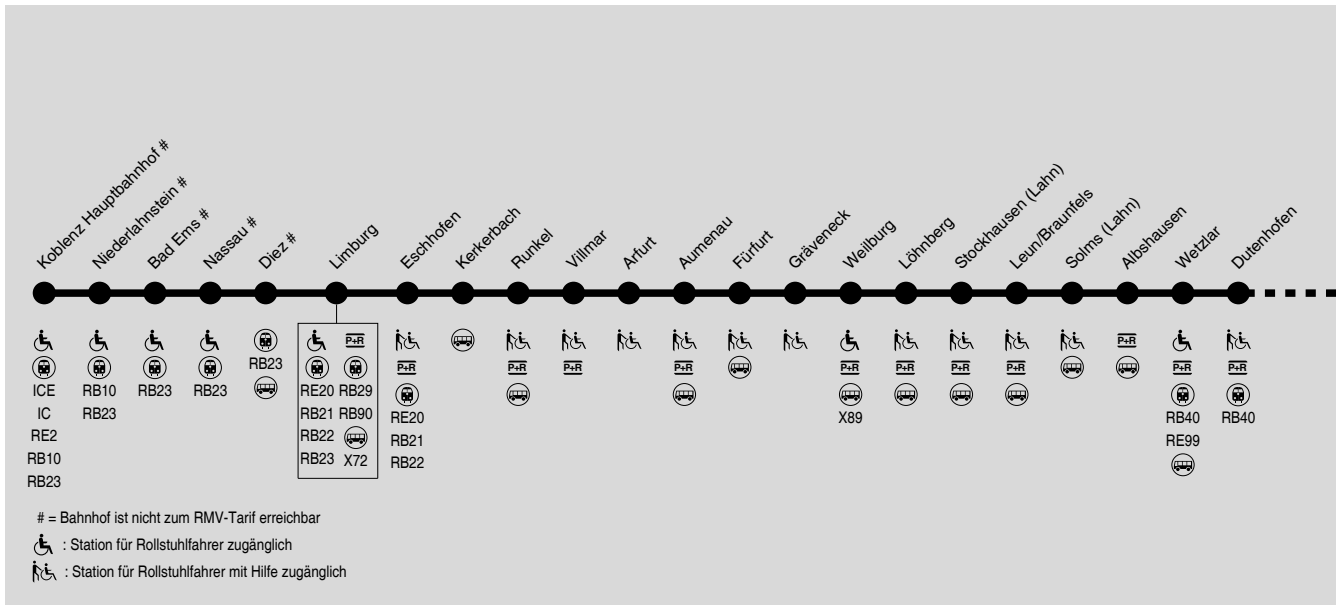 Koblenz Hauptbahnhof #
Niederlahnstein #
Bad Ems #
Nassau #
Diez #
Limburg
Eschhofen
Kerkerbach
Runkel
Villmar
Arfurt
Aumenau
Fürfurt
Gräveneck
Weilburg
Löhnberg
Stockhausen (Lahn)
Leun/Braunfels
Solms (Lahn)
Albshausen
Wetzlar
Dutenhofen
ICE
IC
RE2
RB10
RB23
RB10
RB23
RB23
RB23
RB23
RE20
RB21
RB22
RB23
P+R
RB29
RB90
X72
P+R
RE20
RB21
RB22
P+R
P+R
P+R
P+R
X89
P+R
P+R
P+R
P+R
P+R
RB40
RE99
P+R
RB40
# = Bahnhof ist nicht zum RMV-Tarif erreichbar
: Station für Rollstuhlfahrer zugänglich
: Station für Rollstuhlfahrer mit Hilfe zugänglich